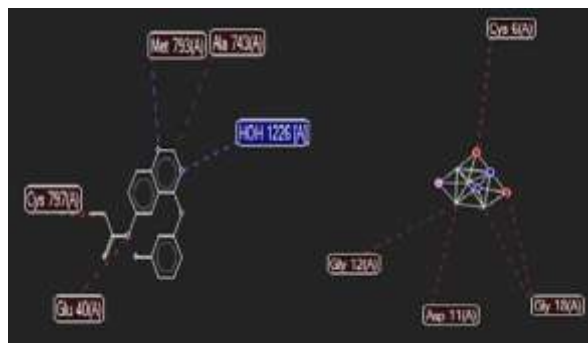 Met 793(A)
Ala 743(A)
Cys 6(A)
HOH 1226 [A]
Cys 797(A)
Gly 12(A)
Glu 40(A)
Asp 11(A)
Gly 18(A)